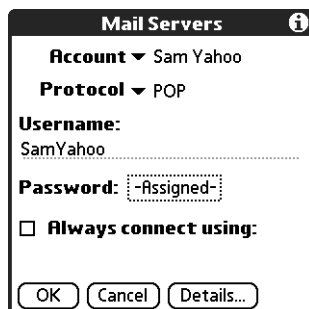 Mail Servers
Account Sam Yahoo
Protocol POP
Username:
SamYahoo
Password: -Assigned-
Always connect using:
OK Cancel Details...